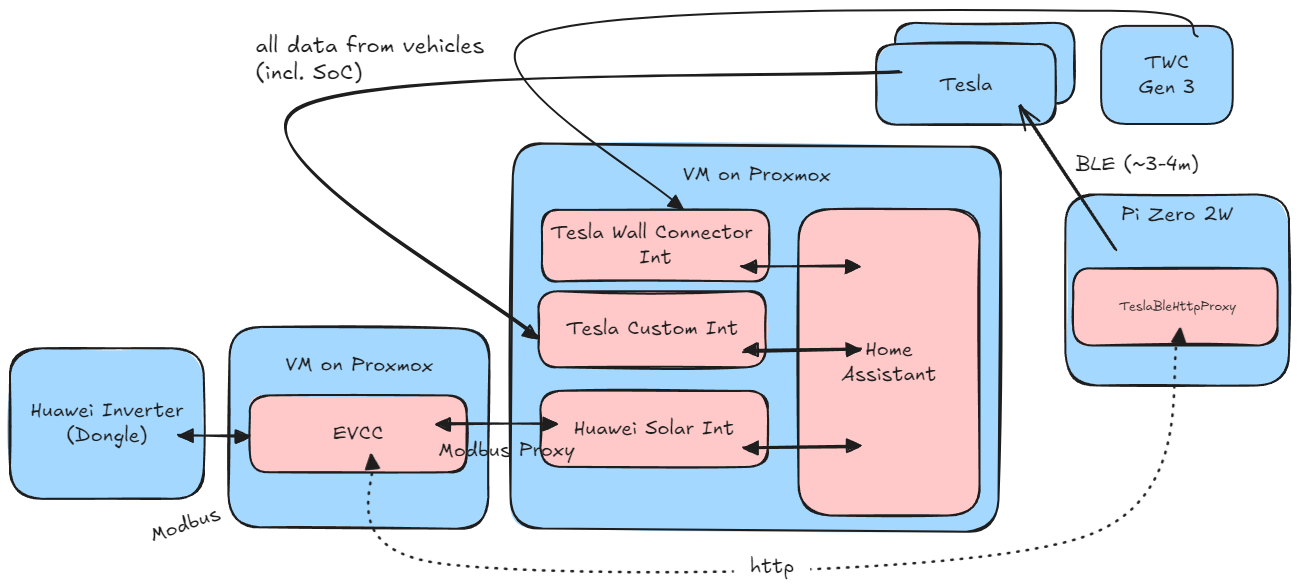 all data from vehicles
(incl. SoC)
Tesla
TWC
Gen 3
BLE (~3-4m)
VM on Proxmox
Tesla Wall Connector
Int
Tesla Custom Int
Huawei Solar Int
Home
Assistant
Pi Zero 2W
TeslaBleHttpProxy
VM on Proxmox
EVCC
Modbus Proxy
Huawei Inverter
(Dongle)
Modbus
http